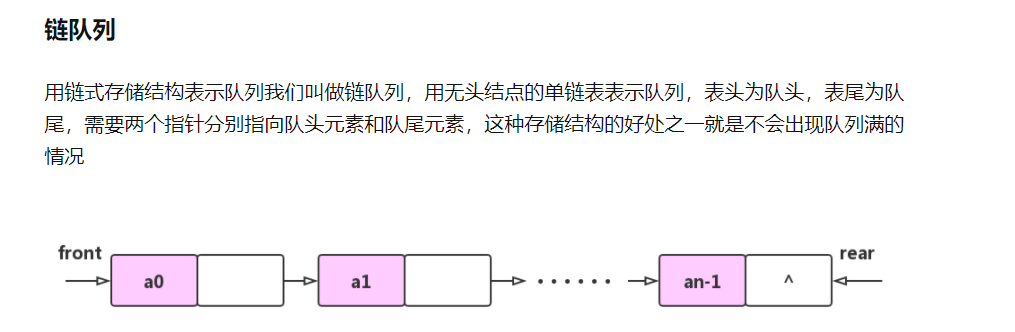 链队列
用链式存储结构表示队列我们叫做链队列，用无头结点的单链表表示队列，表头为队头，表尾为队
尾，需要两个指针分别指向队头元素和队尾元素，这种存储结构的好处之一就是不会出现队列满的
情况
front rear
a0 a1 ······ an-1 ^